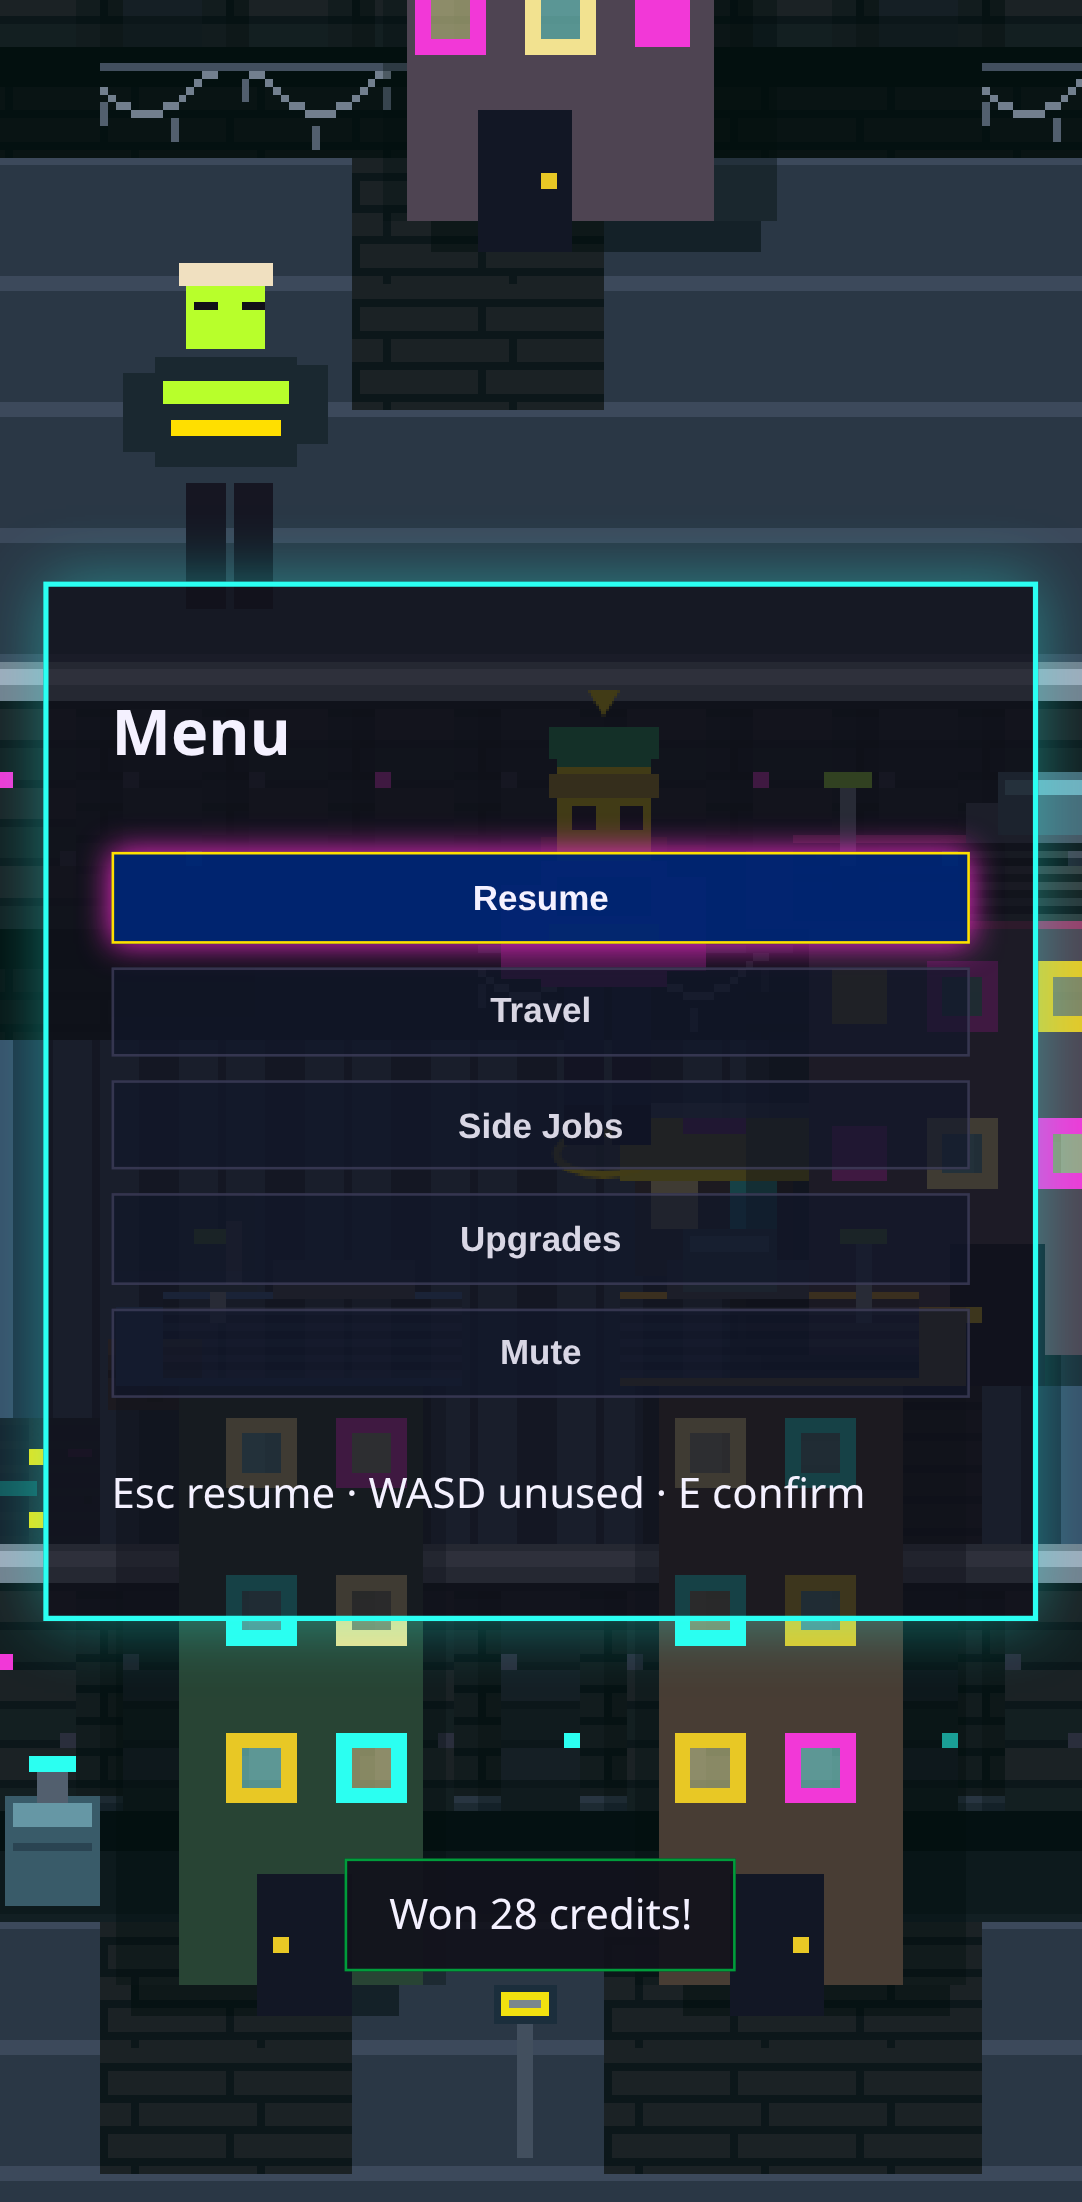 Menu
Resume
Travel
Side Jobs
Upgrades
Mute
Esc resume · WASD unused · E confirm
Won 28 credits!